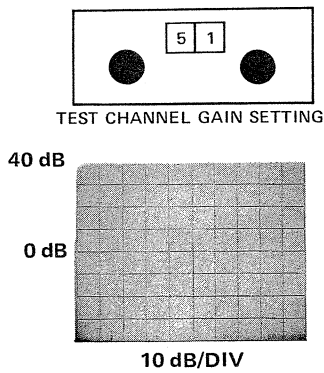 5 1
TEST CHANNEL GAIN SETTING
40 dB
0 dB
10 dB/DIV